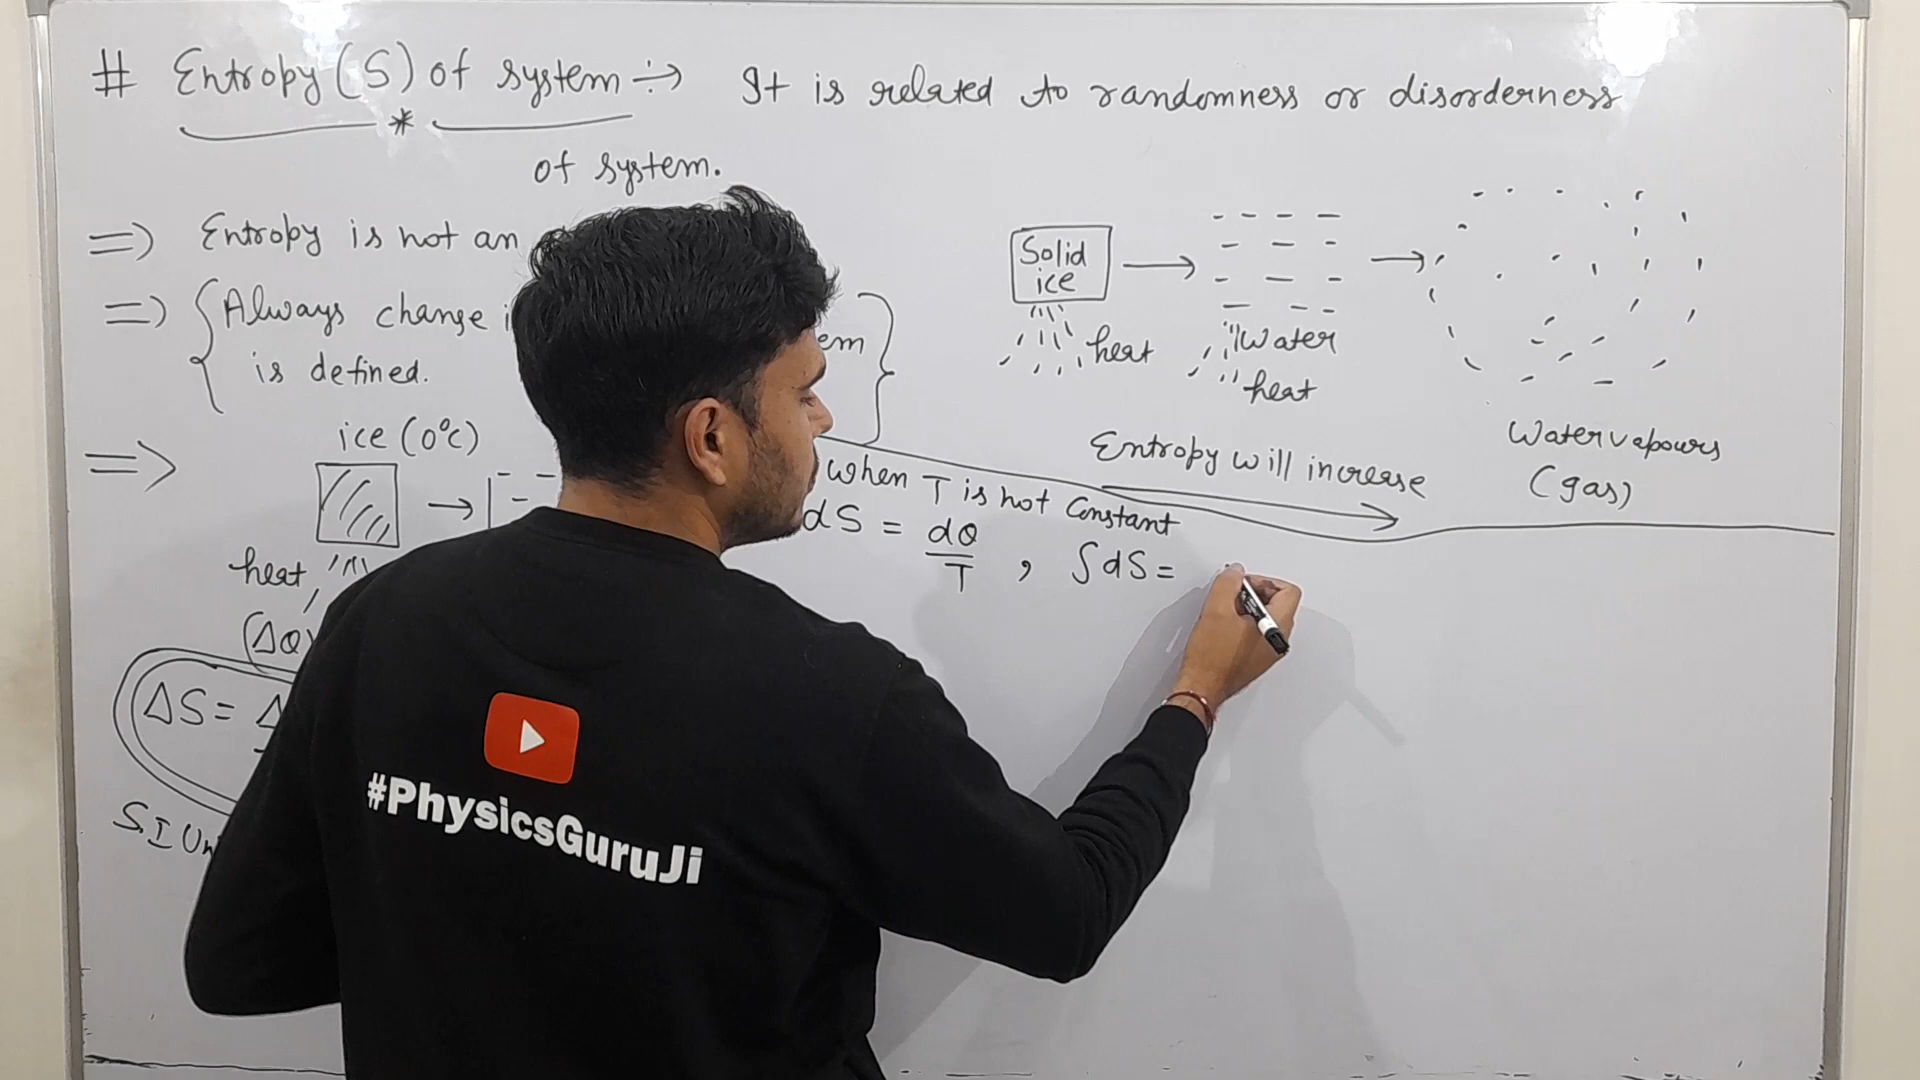 # Entropy (S) of system ÷→ It is related to randomness or disorderness
of system.
=> Entropy is not an
=> { Always change
em }
is defined.
Solid
ice
heat
Water
heat
Water vapours
(gas)
Entropy will increase
=> ice (0°C)
heat
(ΔQ)
ΔS = Δ
S.I Un
when T is not Constant
dS = dQ/T , ∫dS =
#PhysicsGuruJi